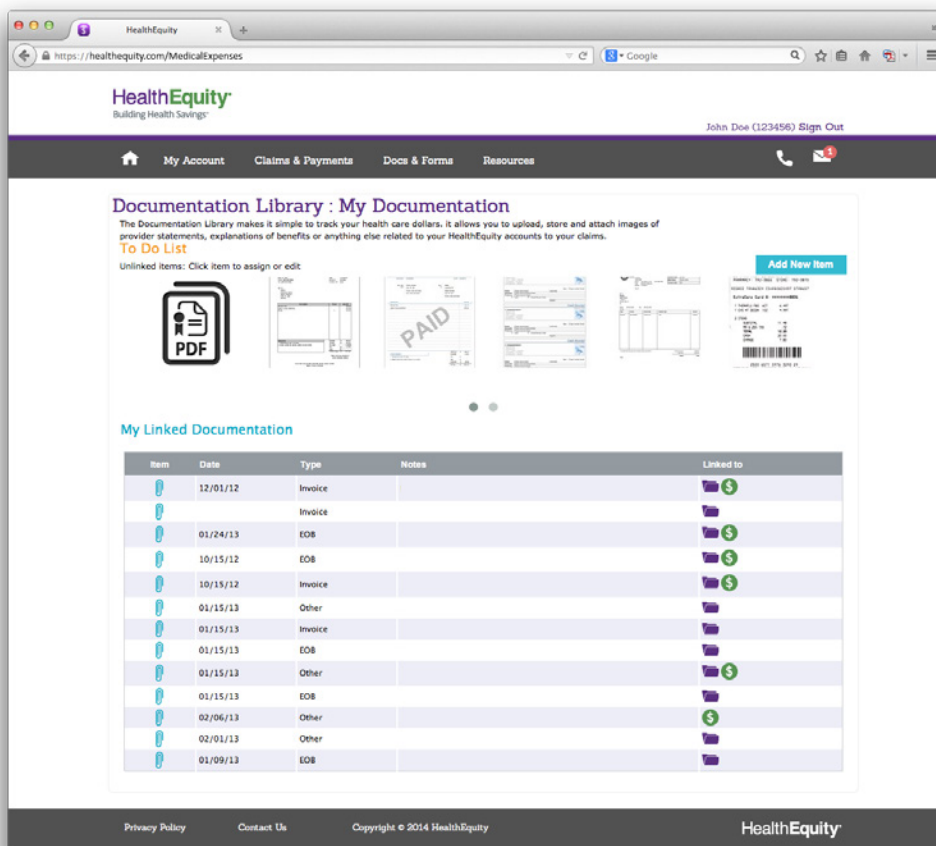 HealthEquity
https://healthequity.com/MedicalExpenses
Google
HealthEquity
Building Health Savings
John Doe (123456) Sign Out
My Account Claims & Payments Docs & Forms Resources
1
Documentation Library : My Documentation
The Documentation Library makes it simple to track your health care dollars. it allows you to upload, store and attach images of
provider statements, explanations of benefits or anything else related to your HealthEquity accounts to your claims.
To Do List
Unlinked items: Click item to assign or edit
Add New Item
PDF
PAID
My Linked Documentation
Item Date Type Notes Linked to
12/01/12 Invoice $
Invoice
01/24/13 EOB $
10/15/12 EOB $
10/15/12 Invoice $
01/15/13 Other
01/15/13 Invoice
01/15/13 EOB
01/15/13 Other $
01/15/13 EOB
02/06/13 Other $
02/01/13 Other
01/09/13 EOB
Privacy Policy Contact Us Copyright © 2014 HealthEquity HealthEquity